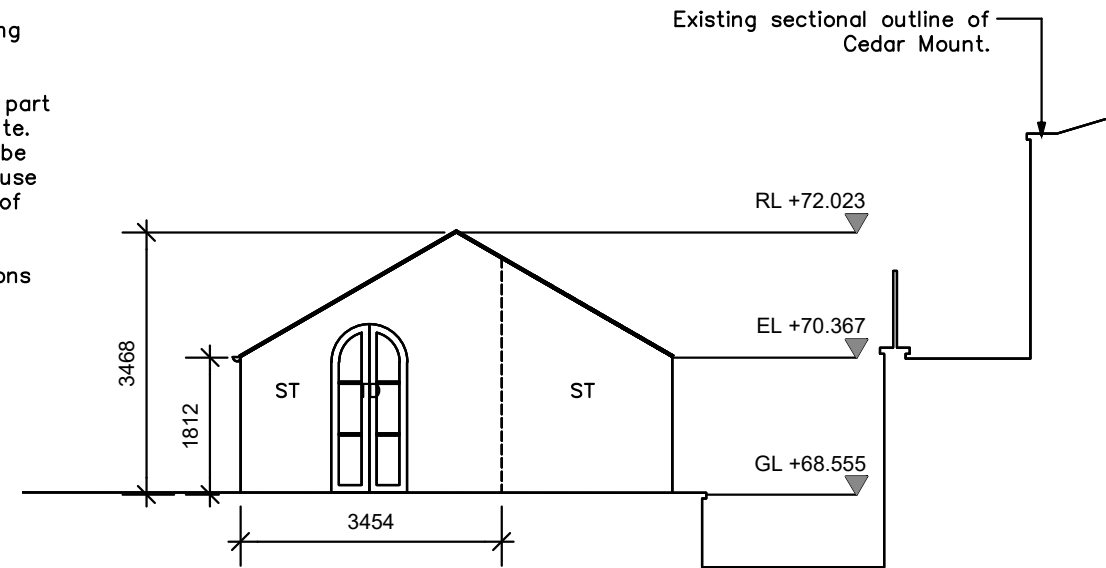 ng
part
te.
be
use
of
ons
Existing sectional outline of
Cedar Mount.
RL +72.023
EL +70.367
GL +68.555
3468
1812
ST
ST
3454